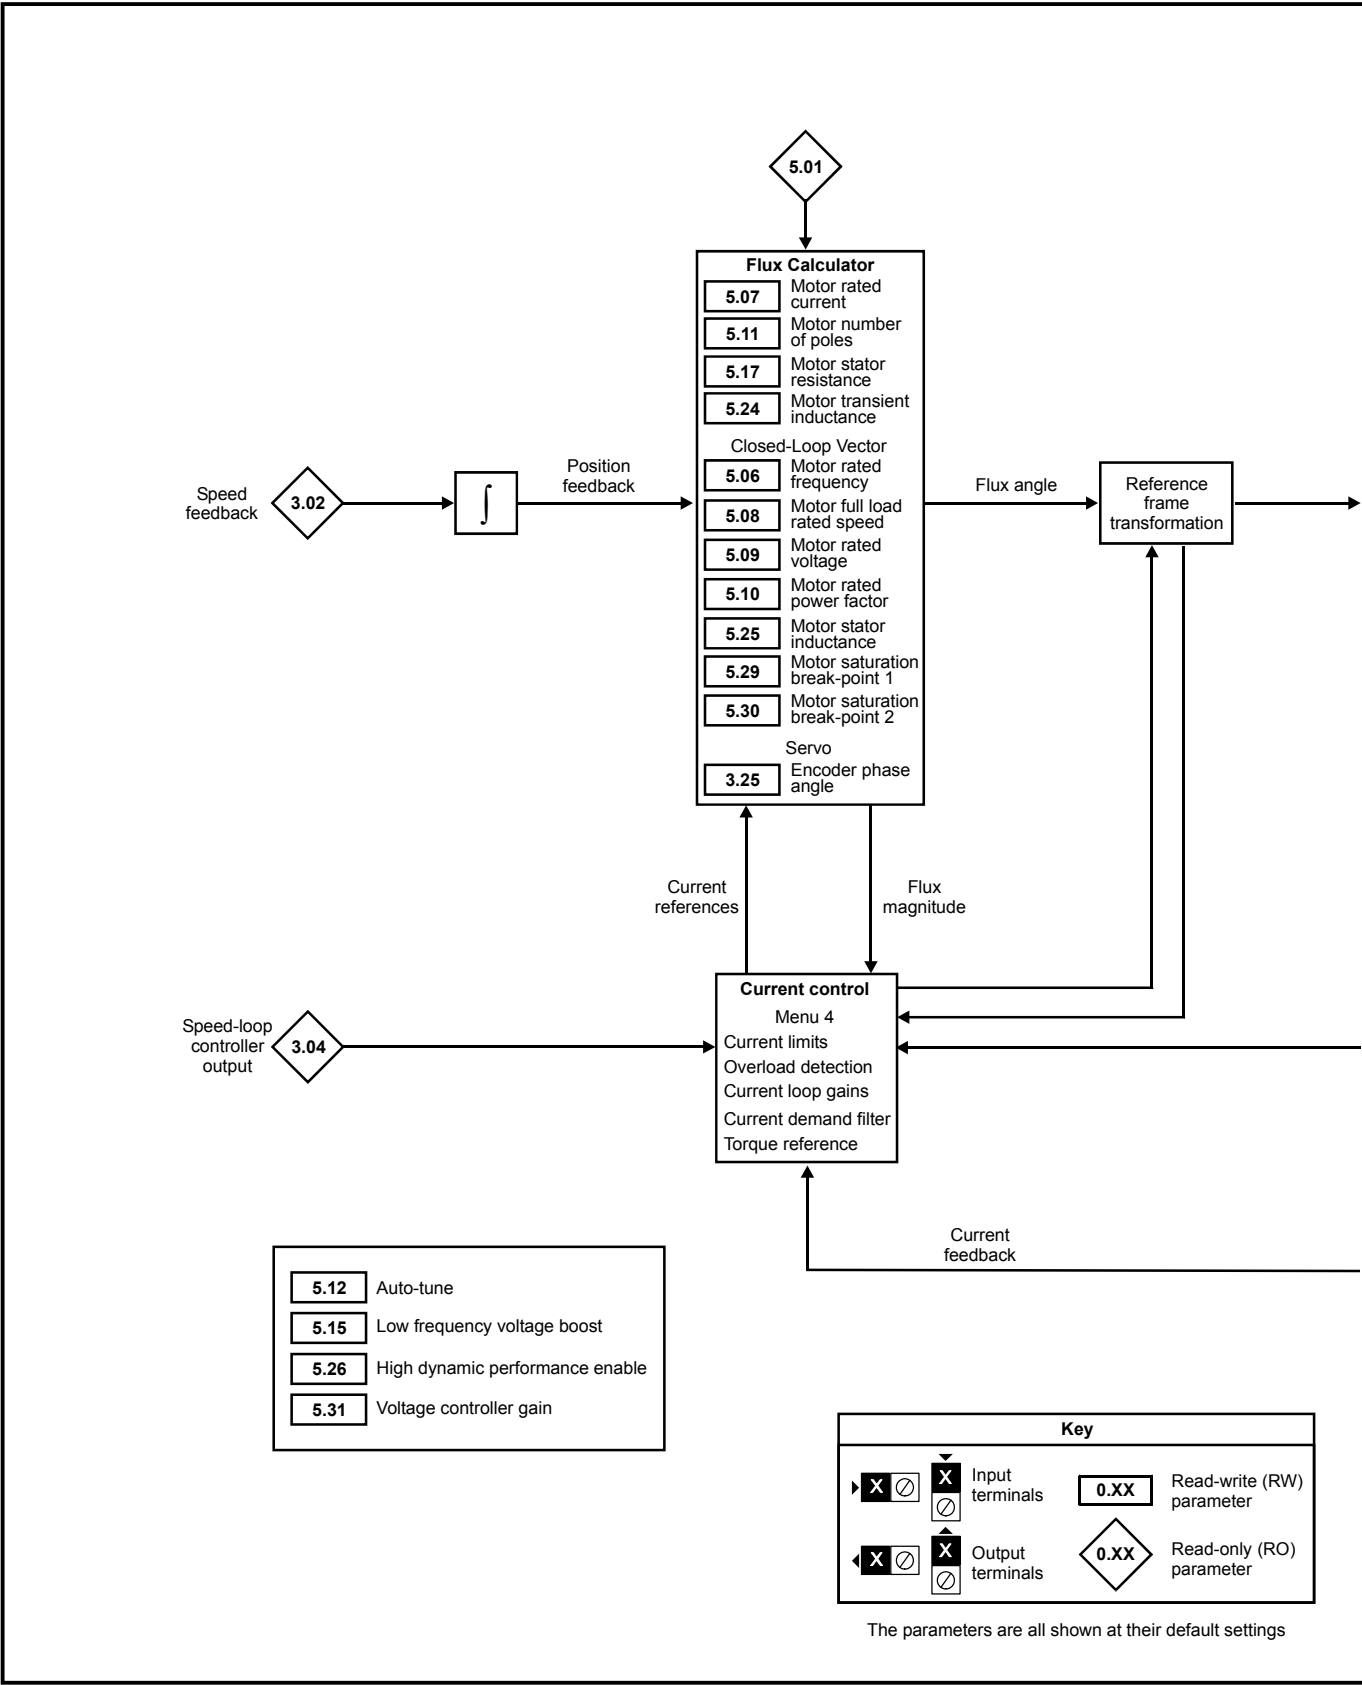 5.01
Flux Calculator
5.07 Motor rated
current
5.11 Motor number
of poles
5.17 Motor stator
resistance
5.24 Motor transient
inductance
Closed-Loop Vector
5.06 Motor rated
frequency
5.08 Motor full load
rated speed
5.09 Motor rated
voltage
5.10 Motor rated
power factor
5.25 Motor stator
inductance
5.29 Motor saturation
break-point 1
5.30 Motor saturation
break-point 2
Servo
3.25 Encoder phase
angle
Speed
feedback
3.02
∫
Position
feedback
Flux angle
Reference
frame
transformation
Current
references
Flux
magnitude
Speed-loop
controller
output
3.04
Current control
Menu 4
Current limits
Overload detection
Current loop gains
Current demand filter
Torque reference
Current
feedback
5.12 Auto-tune
5.15 Low frequency voltage boost
5.26 High dynamic performance enable
5.31 Voltage controller gain
Key
X X Input
terminals
0.XX Read-write (RW)
parameter
X X Output
terminals
0.XX Read-only (RO)
parameter
The parameters are all shown at their default settings